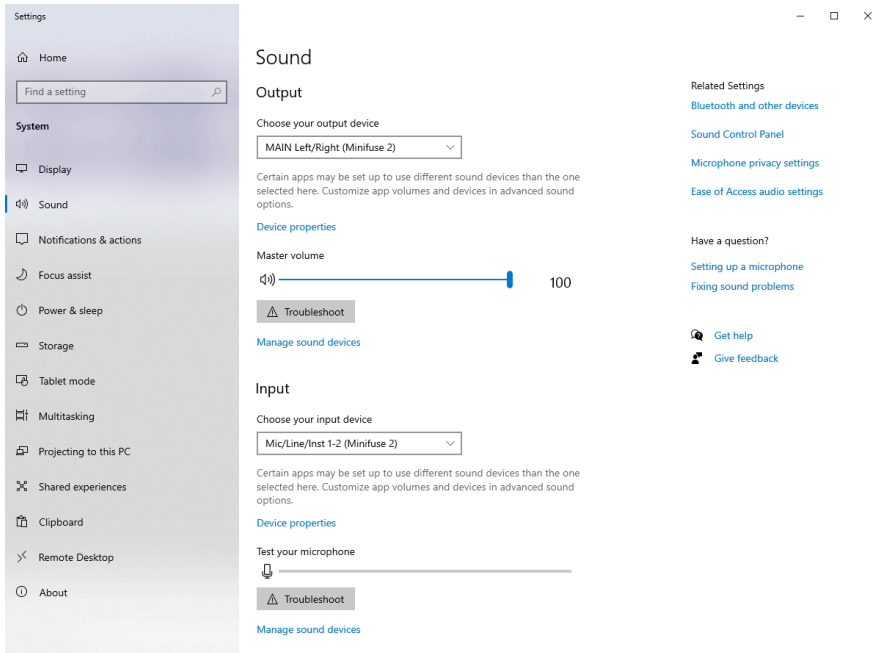 Settings
Home
Find a setting
System
Display
Sound
Notifications & actions
Focus assist
Power & sleep
Storage
Tablet mode
Multitasking
Projecting to this PC
Shared experiences
Clipboard
Remote Desktop
About
Sound
Output
Choose your output device
MAIN Left/Right (Minifuse 2)
Certain apps may be set up to use different sound devices than the one
selected here. Customize app volumes and devices in advanced sound
options.
Device properties
Master volume
100
Troubleshoot
Manage sound devices
Input
Choose your input device
Mic/Line/Inst 1-2 (Minifuse 2)
Certain apps may be set up to use different sound devices than the one
selected here. Customize app volumes and devices in advanced sound
options.
Device properties
Test your microphone
Troubleshoot
Manage sound devices
Related Settings
Bluetooth and other devices
Sound Control Panel
Microphone privacy settings
Ease of Access audio settings
Have a question?
Setting up a microphone
Fixing sound problems
Get help
Give feedback